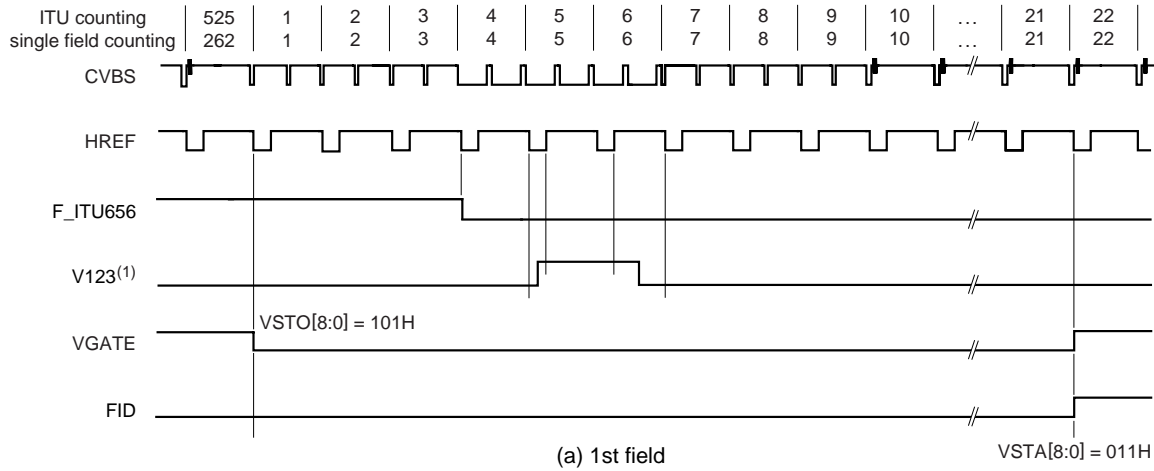 ITU counting 525 1 2 3 4 5 6 7 8 9 10 ... 21 22
single field counting 262 1 2 3 4 5 6 7 8 9 10 ... 21 22
CVBS
HREF
F_ITU656
V123(1)
VSTO[8:0] = 101H
VGATE
FID
(a) 1st field
VSTA[8:0] = 011H